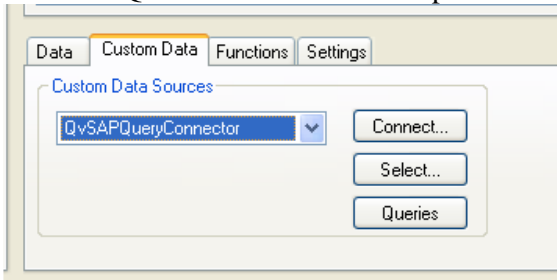 Data Custom Data Functions Settings
Custom Data Sources
QvSAPQueryConnector Connect...
Select...
Queries